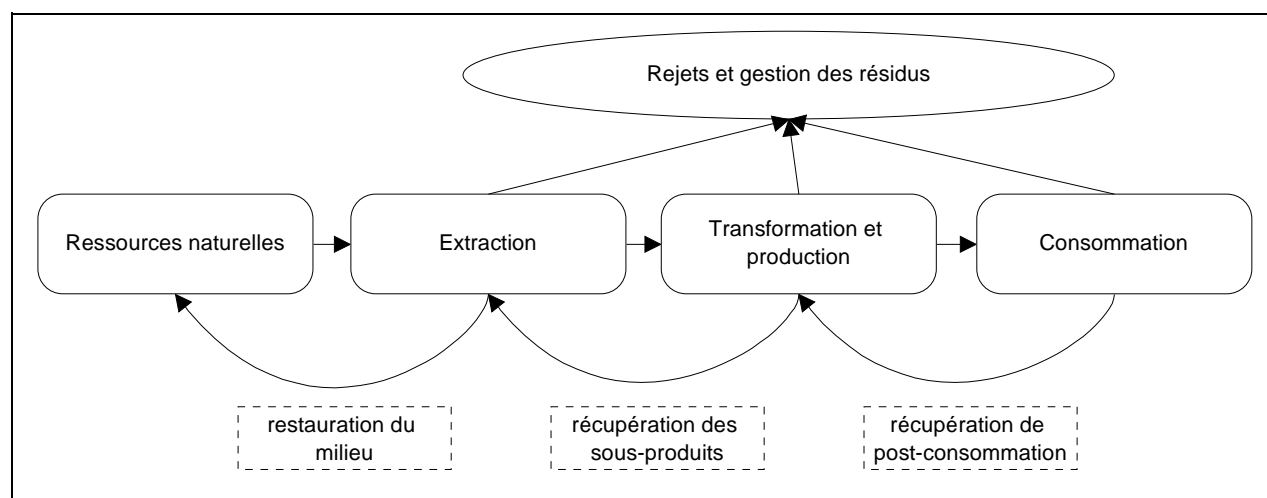 Rejets et gestion des résidus
Ressources naturelles
Extraction
Transformation et
production
Consommation
restauration du
milieu
récupération des
sous-produits
récupération de
post-consommation